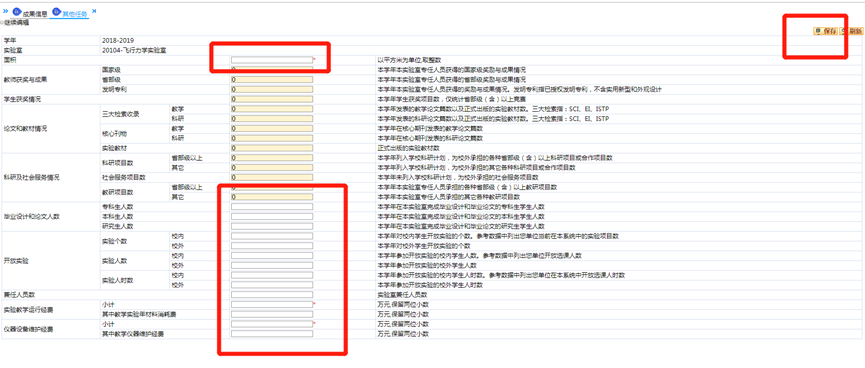 成果信息 其他任务
继续编辑
保存 刷新
学年 2018-2019
实验室 20104-飞行力学实验室
面积 * 以平方米为单位,取整数
教师获奖与成果 国家级 0 本学年本实验室专任人员获得的国家级奖励与成果情况
省部级 0 本学年本实验室专任人员获得的省部级奖励与成果情况
发明专利 0 本学年本实验室专任人员获得的奖励与成果情况。发明专利指已授权发明专利，不含实用新型和外观设计
学生获奖情况 0 本学年学生获奖项目数，仅统计省部级（含）以上竞赛
论文和教材情况 三大检索收录 教学 0 本学年发表的教学论文篇数以及正式出版的实验教材数。三大检索指：SCI、EI、ISTP
科研 0 本学年发表的科研论文篇数以及正式出版的实验教材数。三大检索指：SCI、EI、ISTP
核心刊物 教学 0 本学年在核心期刊发表的教学论文篇数
科研 0 本学年在核心期刊发表的科研论文篇数
实验教材 0 正式出版的实验教材数
科研及社会服务情况 科研项目数 省部级以上 0 本学年列入学校科研计划，为校外承担的各种省部级（含）以上科研项目或合作项目数
其它 0 本学年列入学校科研计划，为校外承担的其它各种科研项目或合作项目数
社会服务项目数 0 本学年未列入学校科研计划，为校外承担的社会服务项目数
教研项目数 省部级以上 0 本学年本实验室专任人员承担的各种省部级（含）以上教研项目数
其它 0 本学年本实验室专任人员承担的其它各种教研项目数
毕业设计和论文人数 专科生人数 本学年在本实验室完成毕业设计和毕业论文的专科生学生人数
本科生人数 本学年在本实验室完成毕业设计和毕业论文的本科生学生人数
研究生人数 本学年在本实验室完成毕业设计和毕业论文的研究生学生人数
开放实验 实验个数 校内 本学年对校内学生开放实验的个数。参考数据中列出您单位当前在本系统中的实验项目数
校外 本学年对校外学生开放实验的个数
实验人数 校内 本学年参加开放实验的校内学生人数。参考数据中列出您单位开放选课人数
校外 本学年参加开放实验的校外学生人数
实验人时数 校内 本学年参加开放实验的校内学生人时数。参考数据中列出您单位在本系统中开放选课人时数
校外 本学年参加开放实验的校外学生人时数
兼任人员数 实验室兼任人员数
实验教学运行经费 小计 * 万元,保留两位小数
其中教学实验年材料消耗费 万元,保留两位小数
仪器设备维护经费 小计 * 万元,保留两位小数
其中教学仪器维护经费 万元,保留两位小数